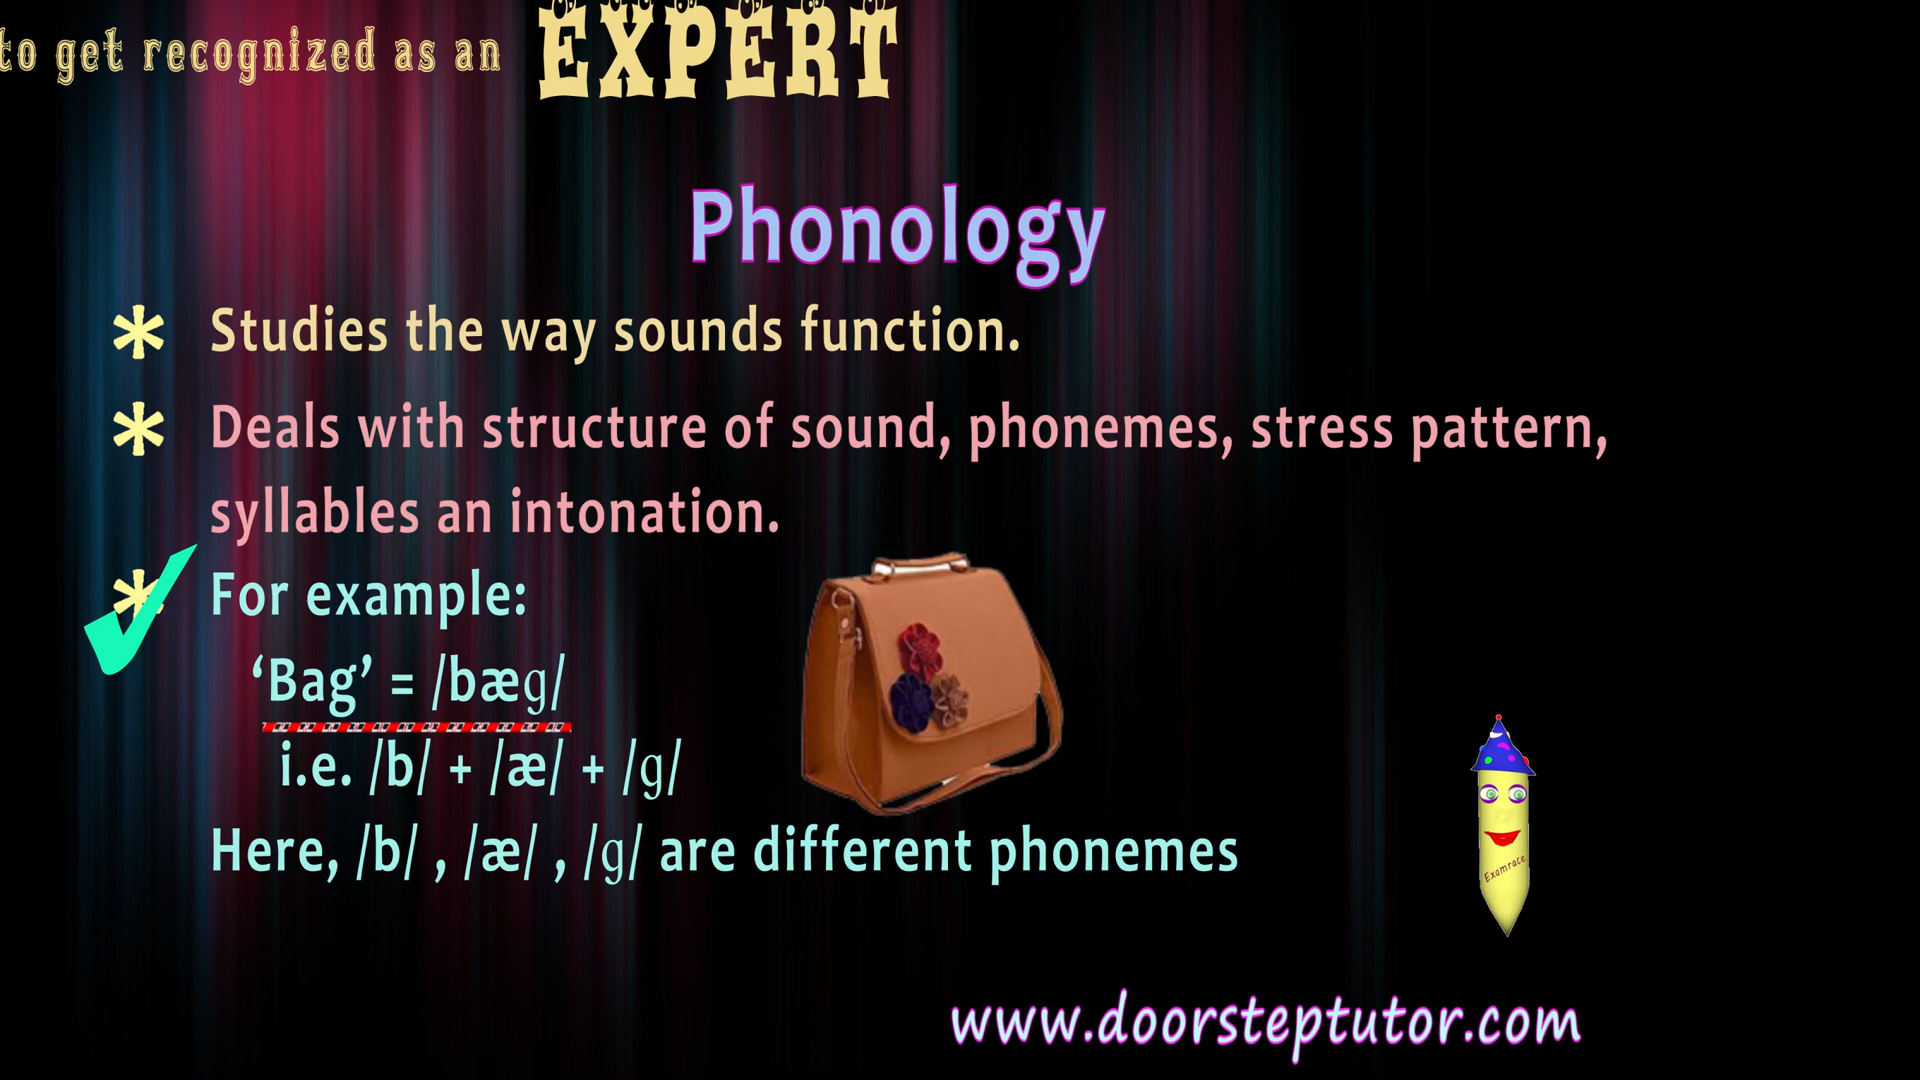 to get recognized as an EXPERT
Phonology
* Studies the way sounds function.
* Deals with structure of sound, phonemes, stress pattern,
syllables an intonation.
* For example:
‘Bag’ = /bæg/
i.e. /b/ + /æ/ + /g/
Here, /b/ , /æ/ , /g/ are different phonemes
Examrace
www.doorsteptutor.com